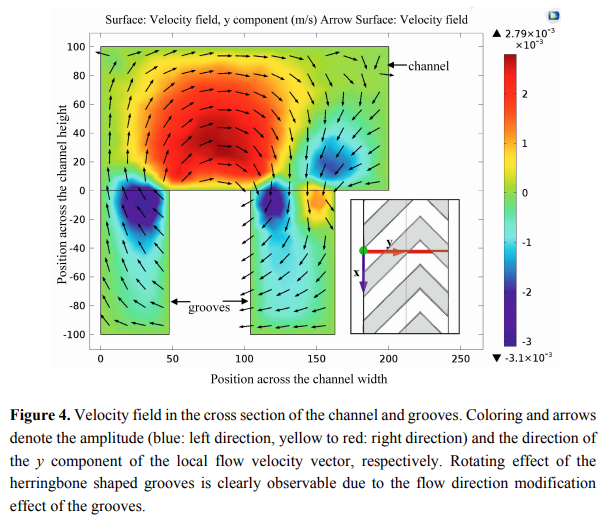 Surface: Velocity field, y component (m/s) Arrow Surface: Velocity field
▲ 2.79×10⁻³
×10⁻³
100
80
60
40
20
0
-20
-40
-60
-80
-100
Position across the channel height
channel
grooves
y
x
2
1
0
-1
-2
-3
▼ -3.1×10⁻³
0
50
100
150
200
250
Position across the channel width
Figure 4. Velocity field in the cross section of the channel and grooves. Coloring and arrows
denote the amplitude (blue: left direction, yellow to red: right direction) and the direction of
the y component of the local flow velocity vector, respectively. Rotating effect of the
herringbone shaped grooves is clearly observable due to the flow direction modification
effect of the grooves.